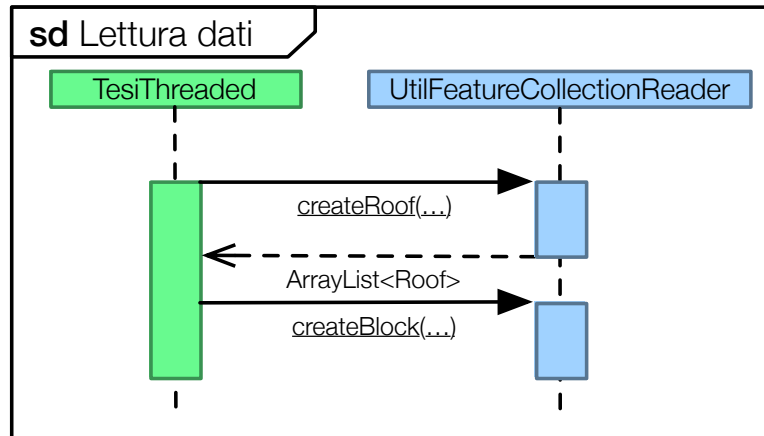 sd Lettura dati
TesiThreaded
UtilFeatureCollectionReader
createRoof(...)
ArrayList<Roof>
createBlock(...)